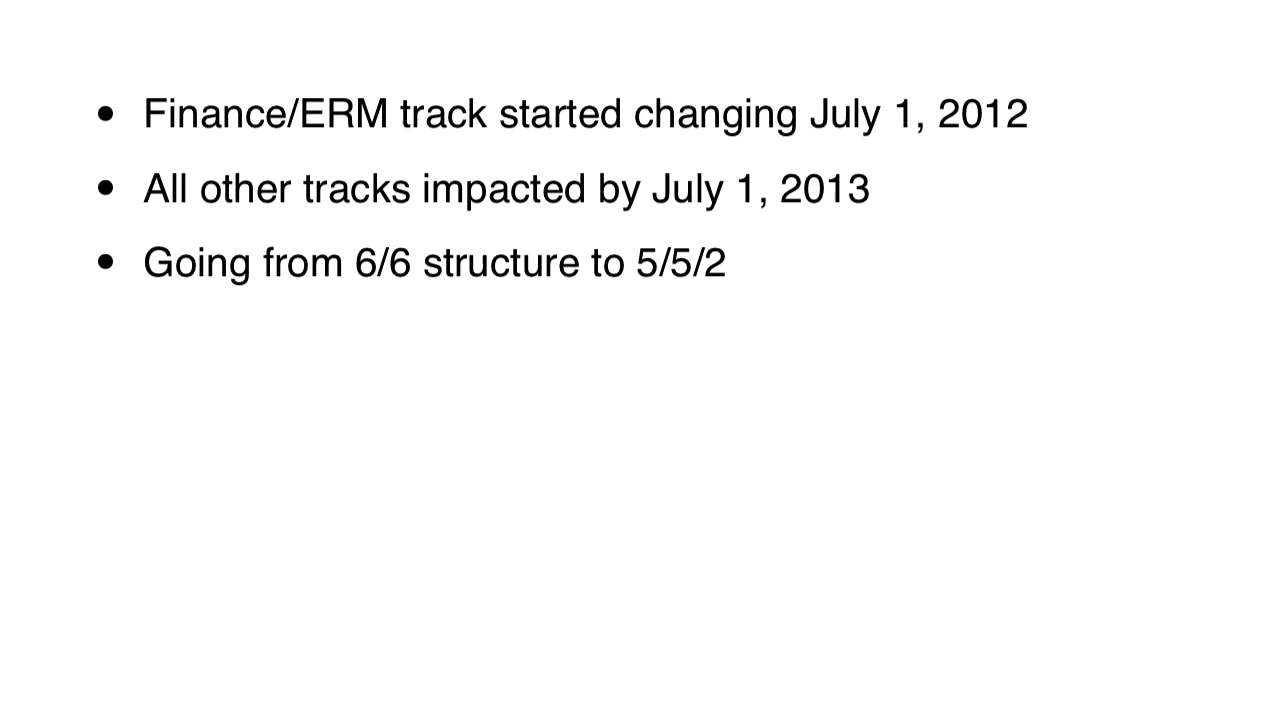 • Finance/ERM track started changing July 1, 2012
• All other tracks impacted by July 1, 2013
• Going from 6/6 structure to 5/5/2